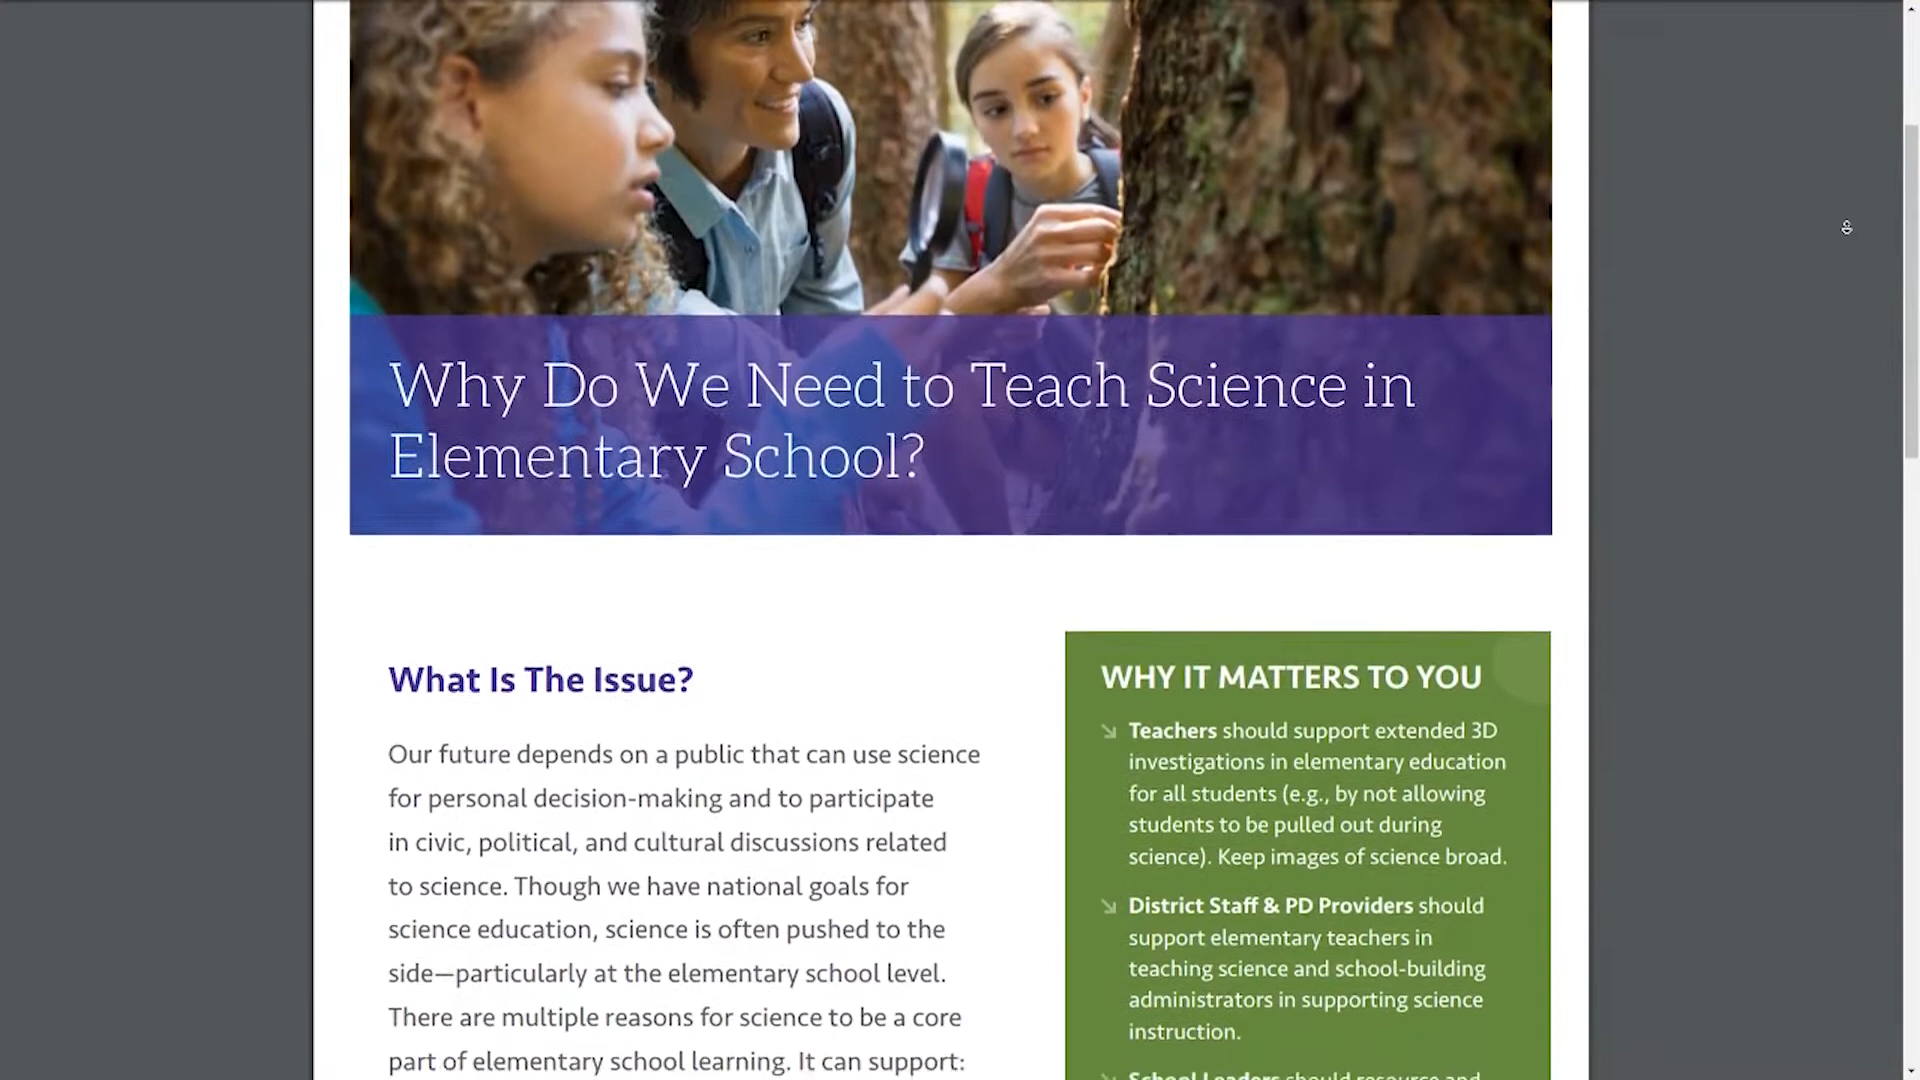 Why Do We Need to Teach Science in
Elementary School?
What Is The Issue?
Our future depends on a public that can use science
for personal decision-making and to participate
in civic, political, and cultural discussions related
to science. Though we have national goals for
science education, science is often pushed to the
side—particularly at the elementary school level.
There are multiple reasons for science to be a core
part of elementary school learning. It can support:
WHY IT MATTERS TO YOU
Teachers should support extended 3D
investigations in elementary education
for all students (e.g., by not allowing
students to be pulled out during
science). Keep images of science broad.
District Staff & PD Providers should
support elementary teachers in
teaching science and school-building
administrators in supporting science
instruction.
School Leaders should resource and